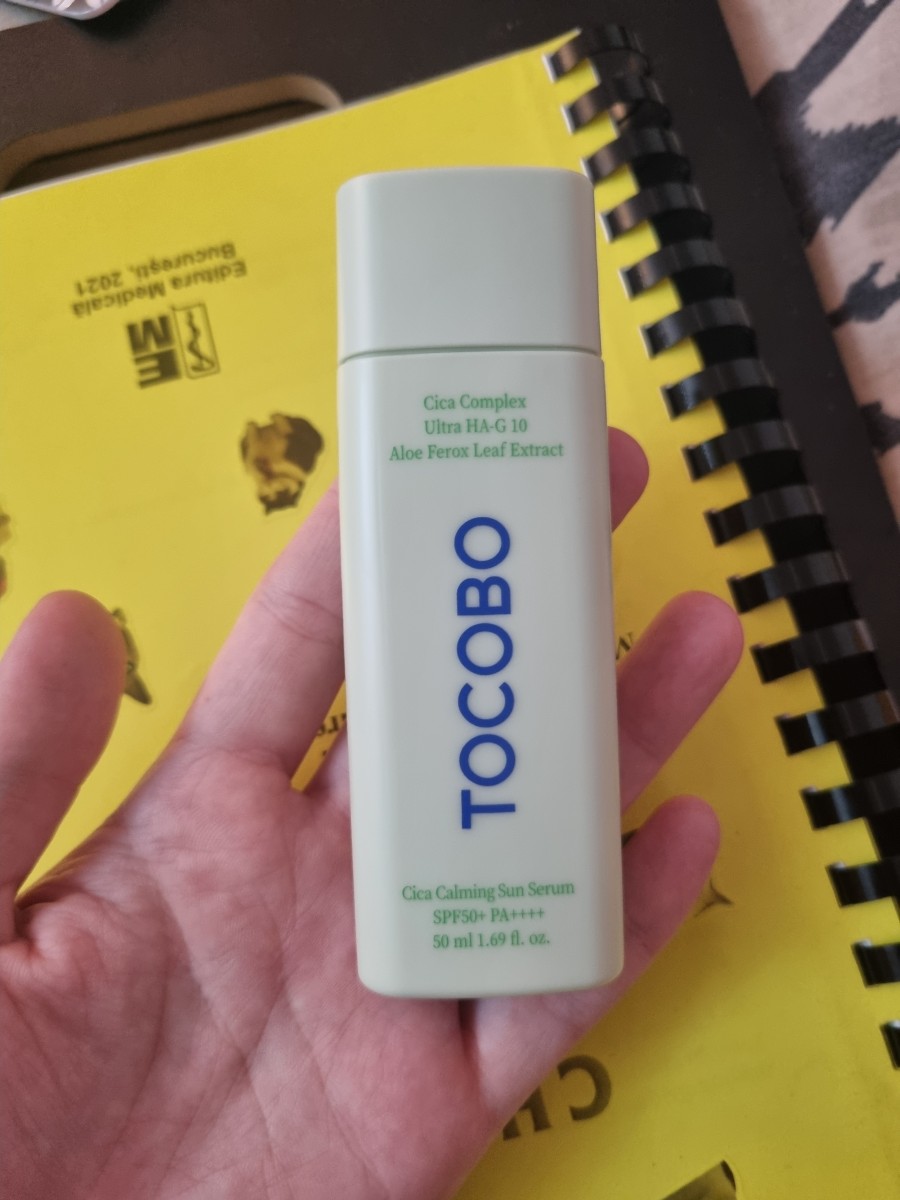 Cica Complex
Ultra HA-G 10
Aloe Ferox Leaf Extract
TOCOBO
Cica Calming Sun Serum
SPF50+ PA++++
50 ml 1.69 fl. oz.
ME
Editura Medicală
București, 2021